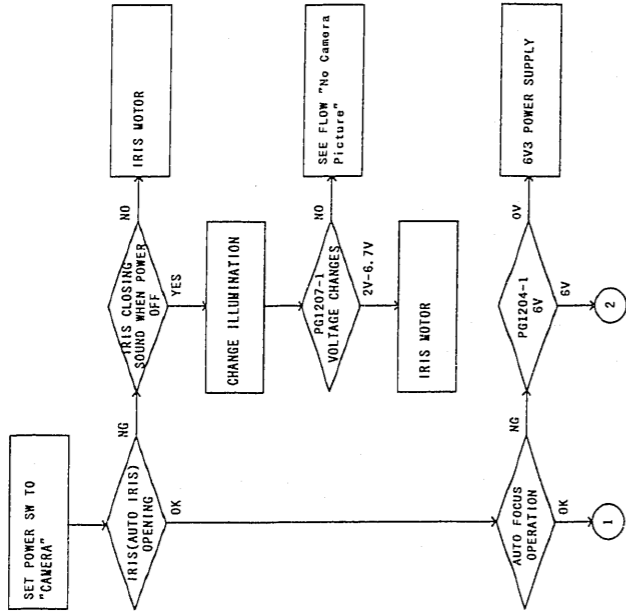 SET POWER SW TO
"CAMERA"
IRIS(AUTO IRIS)
OPENING
NG
OK
IRIS CLOSING
SOUND WHEN POWER
OFF
NO
YES
IRIS MOTOR
CHANGE ILLUMINATION
PG1207-1
VOLTAGE CHANGES
NO
2V-6.7V
SEE FLOW "No Camera
Picture"
IRIS MOTOR
AUTO FOCUS
OPERATION
NG
OK
1
PG1204-1
6V
0V
6V
6V3 POWER SUPPLY
2